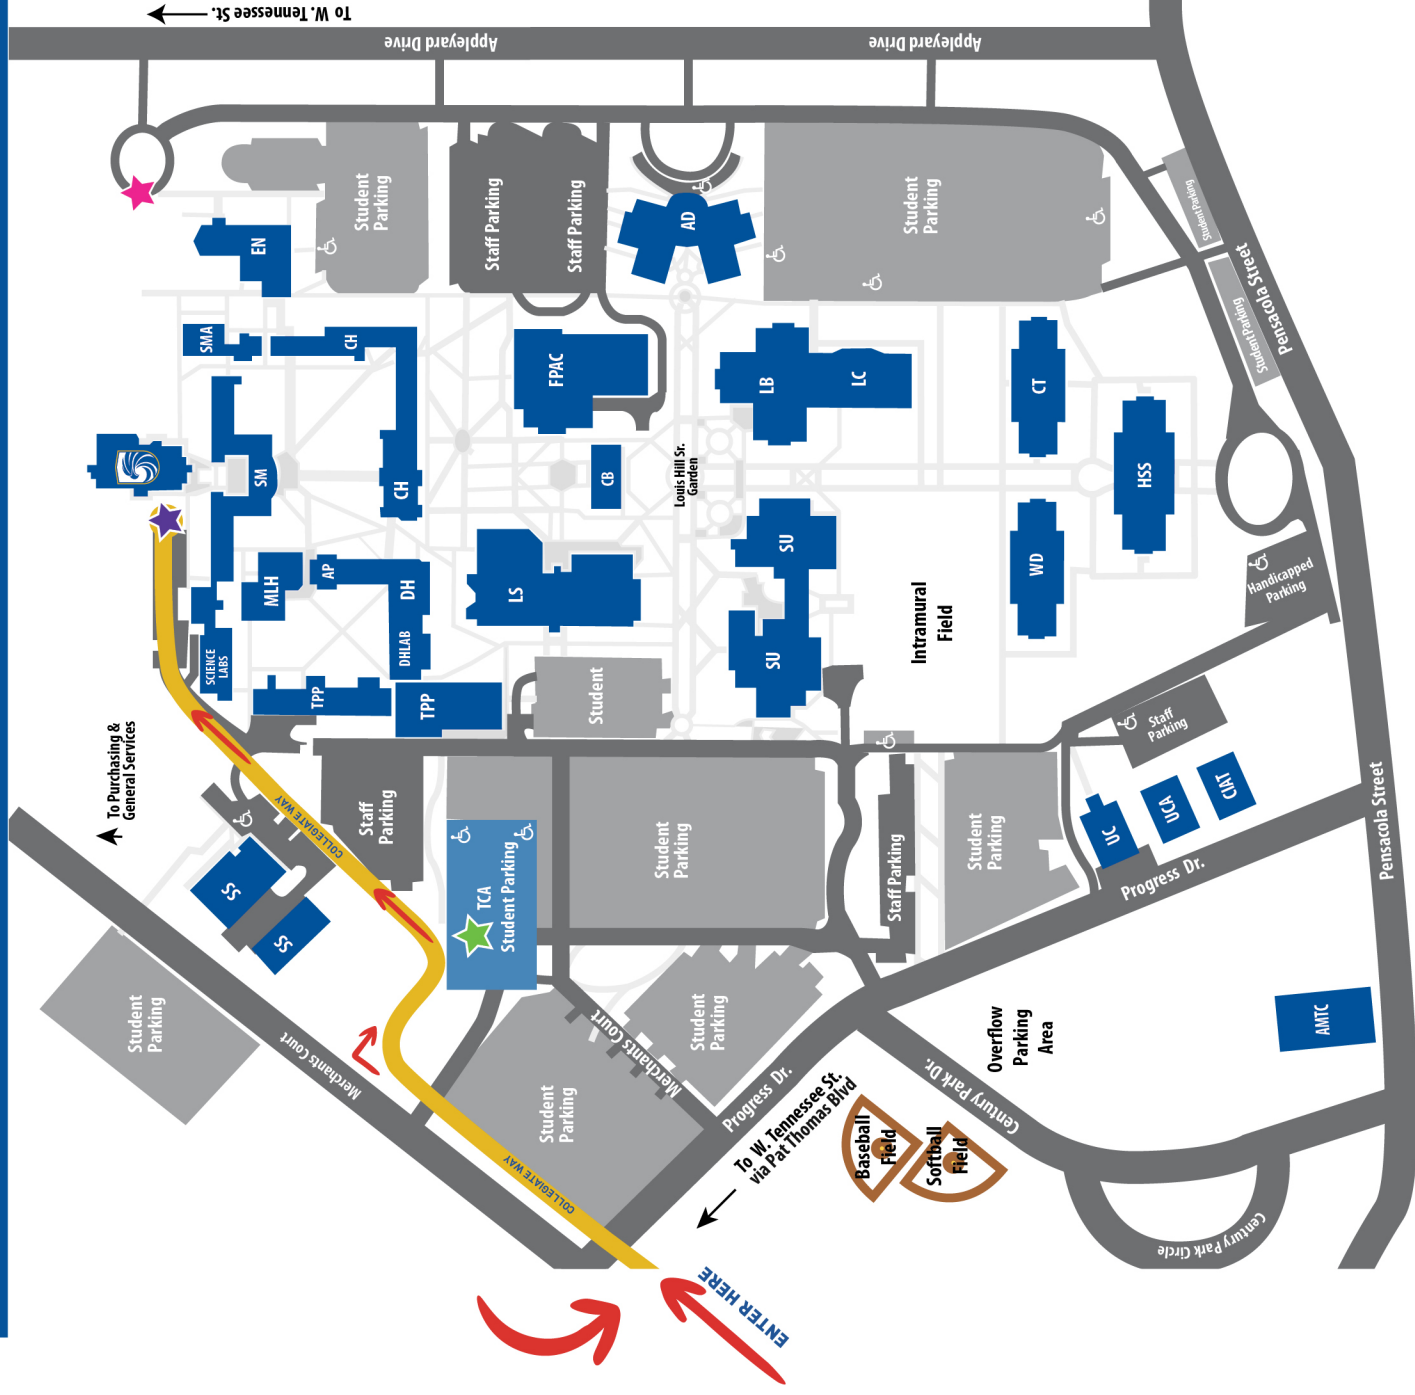 To W. Tennessee St.
Appleyard Drive
Appleyard Drive
Student
Parking
Staff Parking
Staff Parking
AD
Student
Parking
Student Parking
Student Parking
Pensacola Street
EN
SMA
CH
FPAC
LB
LC
CT
HSS
SM
CH
CB
Louis Hill Sr.
Garden
SU
WD
Handicapped
Parking
MLH
AP
DH
LS
Intramural
Field
SCIENCE
LABS
DHLAB
SU
TPP
TPP
Student
Staff
Parking
To Purchasing &
General Services
COLLEGIATE WAY
Staff
Parking
TCA
Student Parking
Student
Parking
Staff Parking
Student
Parking
UC
UCA
CIAT
Progress Dr.
Pensacola Street
SS
SS
Student
Parking
Merchants Court
Student
Parking
Merchants Court
Student
Parking
Progress Dr.
Overflow
Parking
Area
AMTC
Century Park Dr.
COLLEGIATE WAY
To W. Tennessee St.
via Pat Thomas Blvd
Baseball
Field
Softball
Field
Century Park Circle
ENTER HERE